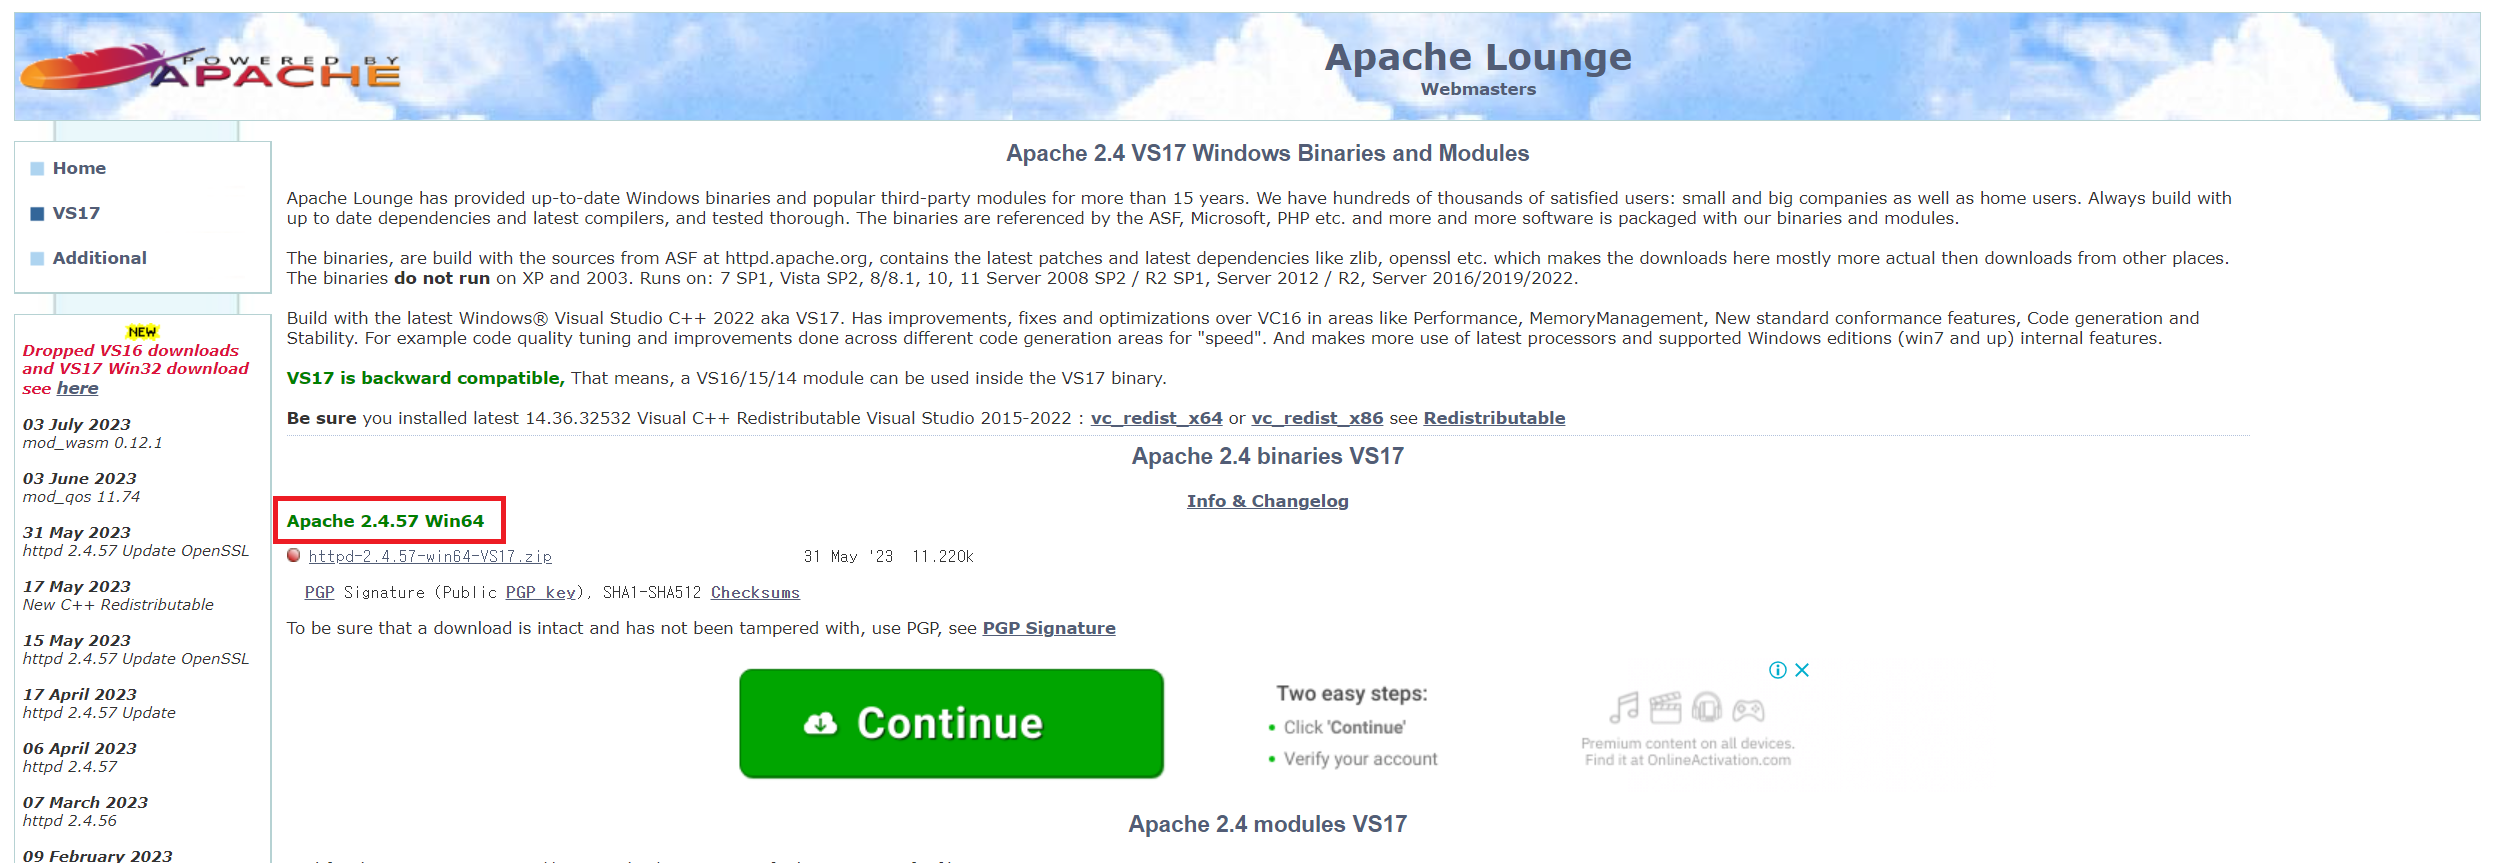 POWERED BY
APACHE
Apache Lounge
Webmasters
Home
VS17
Additional
NEW
Dropped VS16 downloads
and VS17 Win32 download
see here
03 July 2023
mod_wasm 0.12.1
03 June 2023
mod_qos 11.74
31 May 2023
httpd 2.4.57 Update OpenSSL
17 May 2023
New C++ Redistributable
15 May 2023
httpd 2.4.57 Update OpenSSL
17 April 2023
httpd 2.4.57 Update
06 April 2023
httpd 2.4.57
07 March 2023
httpd 2.4.56
09 February 2023
Apache 2.4 VS17 Windows Binaries and Modules
Apache Lounge has provided up-to-date Windows binaries and popular third-party modules for more than 15 years. We have hundreds of thousands of satisfied users: small and big companies as well as home users. Always build with
up to date dependencies and latest compilers, and tested thorough. The binaries are referenced by the ASF, Microsoft, PHP etc. and more and more software is packaged with our binaries and modules.
The binaries, are build with the sources from ASF at httpd.apache.org, contains the latest patches and latest dependencies like zlib, openssl etc. which makes the downloads here mostly more actual then downloads from other places.
The binaries do not run on XP and 2003. Runs on: 7 SP1, Vista SP2, 8/8.1, 10, 11 Server 2008 SP2 / R2 SP1, Server 2012 / R2, Server 2016/2019/2022.
Build with the latest Windows® Visual Studio C++ 2022 aka VS17. Has improvements, fixes and optimizations over VC16 in areas like Performance, MemoryManagement, New standard conformance features, Code generation and
Stability. For example code quality tuning and improvements done across different code generation areas for "speed". And makes more use of latest processors and supported Windows editions (win7 and up) internal features.
VS17 is backward compatible, That means, a VS16/15/14 module can be used inside the VS17 binary.
Be sure you installed latest 14.36.32532 Visual C++ Redistributable Visual Studio 2015-2022 : vc_redist_x64 or vc_redist_x86 see Redistributable
Apache 2.4 binaries VS17
Info & Changelog
Apache 2.4.57 Win64
httpd-2.4.57-win64-VS17.zip 31 May '23 11.220k
PGP Signature (Public PGP key), SHA1-SHA512 Checksums
To be sure that a download is intact and has not been tampered with, use PGP, see PGP Signature
Continue
Two easy steps:
Click 'Continue'
Verify your account
Premium content on all devices.
Find it at OnlineActivation.com
Apache 2.4 modules VS17